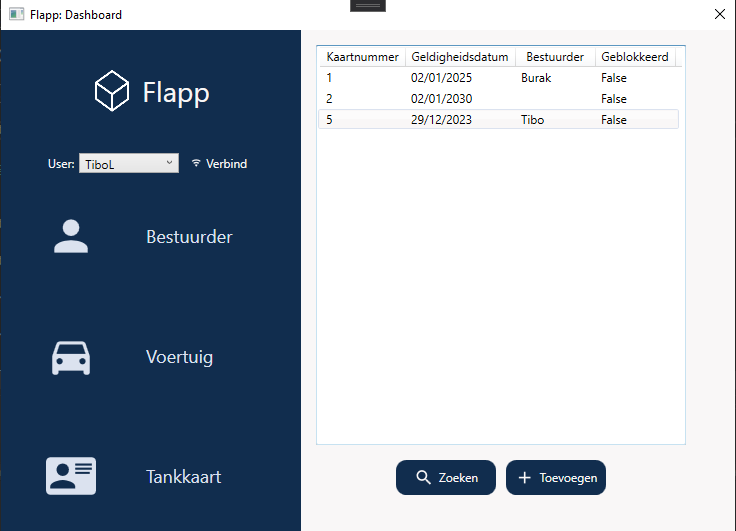 Flapp: Dashboard
Flapp
User: TiboL Verbind
Bestuurder
Voertuig
Tankkaart
Kaartnummer Geldigheidsdatum Bestuurder Geblokkeerd
1 02/01/2025 Burak False
2 02/01/2030 False
5 29/12/2023 Tibo False
Zoeken Toevoegen